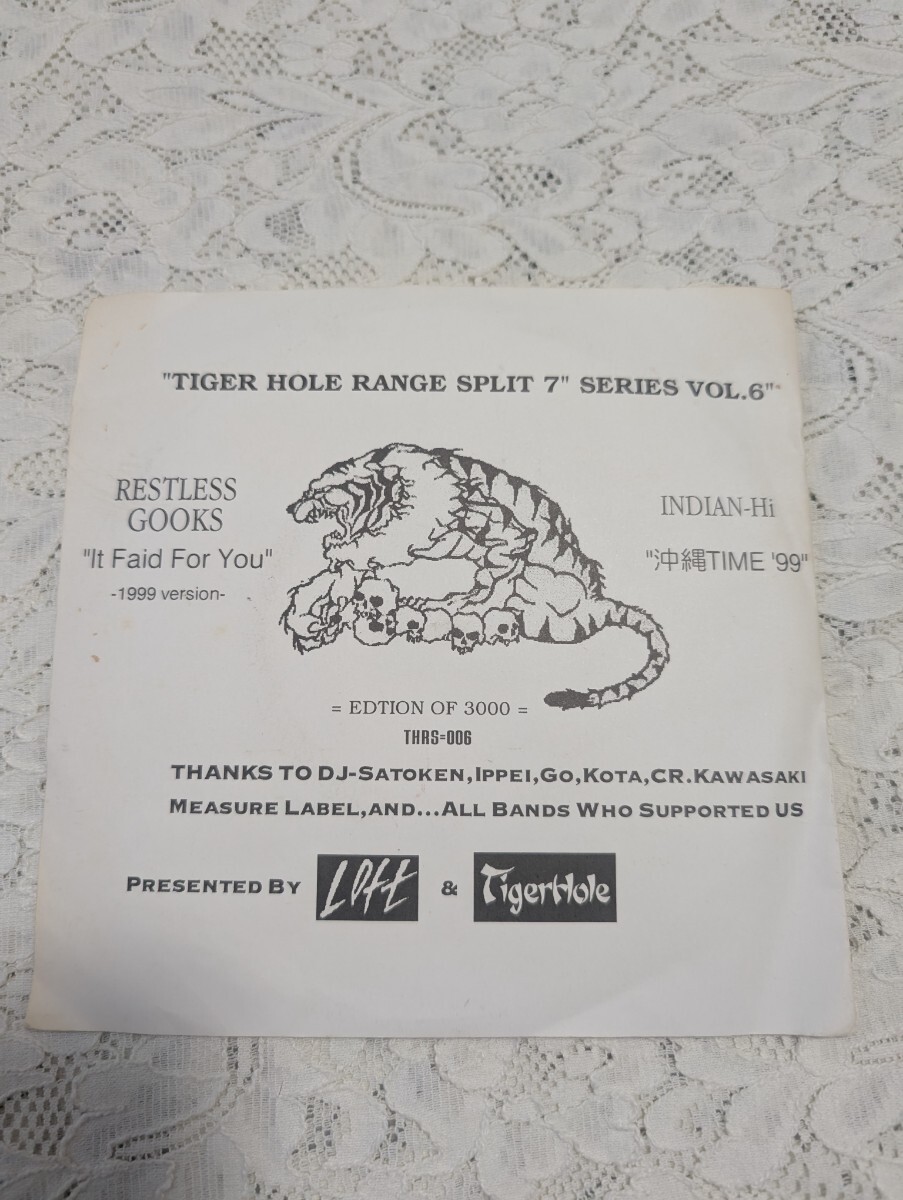 "TIGER HOLE RANGE SPLIT 7" SERIES VOL.6"
RESTLESS
GOOKS
"It Faid For You"
-1999 version-
INDIAN-Hi
"沖縄TIME '99"
= EDTION OF 3000 =
THRS=006
THANKS TO DJ-SATOKEN,IPPEI,GO,KOTA,CR.KAWASAKI
MEASURE LABEL,AND...ALL BANDS WHO SUPPORTED US
PRESENTED BY LOFT & TigerHole